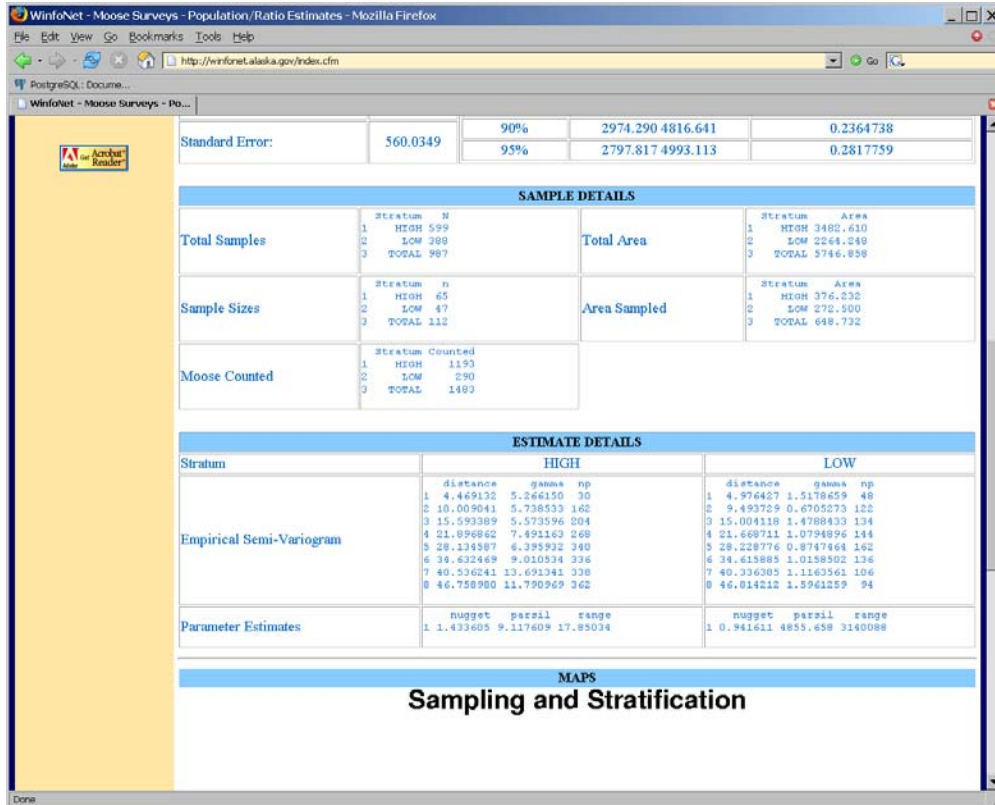 WinfoNet - Moose Surveys - Population/Ratio Estimates - Mozilla Firefox
File Edit View Go Bookmarks Tools Help
http://winfonet.alaska.gov/index.cfm Go
PostgreSQL: Docume...
WinfoNet - Moose Surveys - Po...
Get Acrobat Reader
Adobe
Standard Error: 560.0349 90% 2974.290 4816.641 0.2364738
95% 2797.817 4993.113 0.2817759
SAMPLE DETAILS
Total Samples
Stratum N
1 HIGH 599
2 LOW 388
3 TOTAL 987
Total Area
Stratum Area
1 HIGH 3482.610
2 LOW 2264.248
3 TOTAL 5746.858
Sample Sizes
Stratum n
1 HIGH 65
2 LOW 47
3 TOTAL 112
Area Sampled
Stratum Area
1 HIGH 376.232
2 LOW 272.500
3 TOTAL 648.732
Moose Counted
Stratum Counted
1 HIGH 1193
2 LOW 290
3 TOTAL 1483
ESTIMATE DETAILS
Stratum HIGH LOW
Empirical Semi-Variogram
distance gamma np
1 4.469132 5.266150 30
2 10.009041 5.738533 162
3 15.593389 5.573596 204
4 21.896862 7.491163 268
5 28.134587 6.395932 340
6 34.632469 9.010534 336
7 40.536241 13.691341 338
8 46.758980 11.790969 362
distance gamma np
1 4.976427 1.5178659 48
2 9.493729 0.6705273 122
3 15.004118 1.4788433 134
4 21.668711 1.0794896 144
5 28.228776 0.8747464 162
6 34.615885 1.0158502 136
7 40.336385 1.1163561 106
8 46.814212 1.5961259 94
Parameter Estimates
nugget parsil range
1 1.433605 9.117609 17.85034
nugget parsil range
1 0.941611 4855.658 3140088
MAPS
Sampling and Stratification
Done